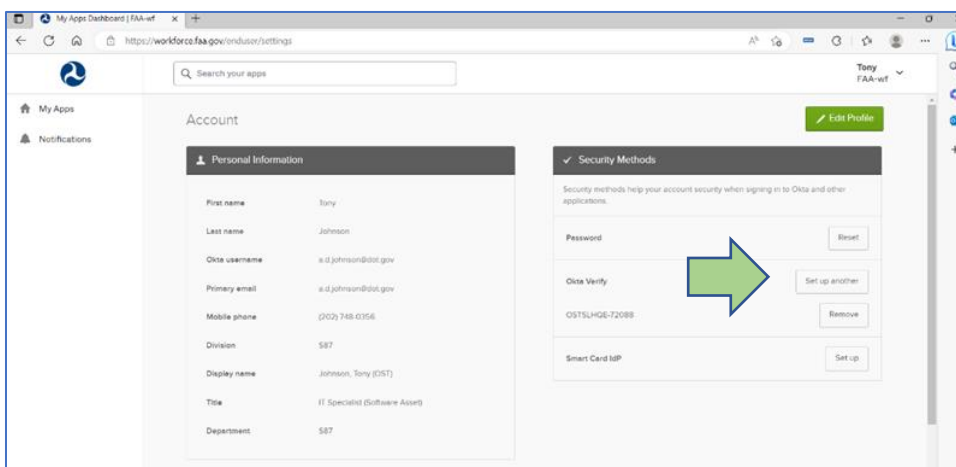 My Apps Dashboard | FAA-wf
https://workforce.faa.gov/enduser/settings
Search your apps
Tony
FAA-wf
My Apps
Notifications
Account
Edit Profile
Personal Information
First name Tony
Last name Johnson
Okta username a.d.johnson@dot.gov
Primary email a.d.johnson@dot.gov
Mobile phone (202) 748-0356
Division S87
Display name Johnson, Tony (OST)
Title IT Specialist (Software Asset)
Department S87
Security Methods
Security methods help your account security when signing in to Okta and other
applications.
Password Reset
Okta Verify Set up another
OSTSLHQE-72088 Remove
Smart Card IdP Set up